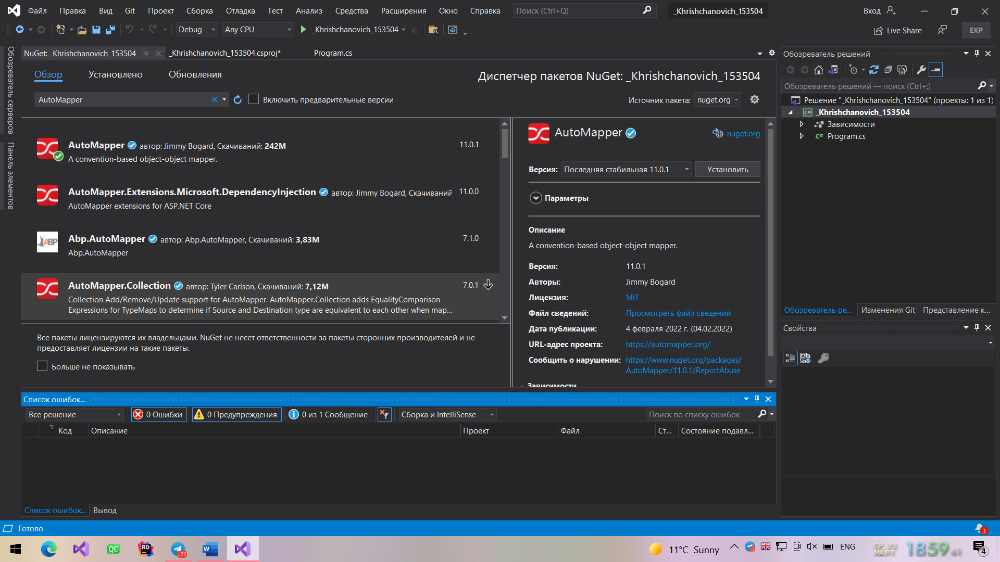 Файл Правка Вид Git Проект Сборка Отладка Тест Анализ Средства Расширения Окно Справка Поиск (Ctrl+Q) _Khrishchanovich_153504 Вход
Debug Any CPU _Khrishchanovich_153504 Live Share EXP
Обозреватель серверов
Панель элементов
NuGet: _Khrishchanovich_153504 _Khrishchanovich_153504.csproj* Program.cs
Обзор Установлено Обновления
Диспетчер пакетов NuGet: _Khrishchanovich_153504
AutoMapper Включить предварительные версии Источник пакета: nuget.org
AutoMapper автор: Jimmy Bogard, Скачиваний: 242M 11.0.1
A convention-based object-object mapper.
AutoMapper.Extensions.Microsoft.DependencyInjection автор: Jimmy Bogard, Скачиваний 11.0.0
AutoMapper extensions for ASP.NET Core
ABP
Abp.AutoMapper автор: Abp.AutoMapper, Скачиваний: 3,83M 7.1.0
Abp.AutoMapper
AutoMapper.Collection автор: Tyler Carlson, Скачиваний: 7,12M 7.0.1
Collection Add/Remove/Update support for AutoMapper. AutoMapper.Collection adds EqualityComparison
Expressions for TypeMaps to determine if Source and Destination type are equivalent to each other when map...
Все пакеты лицензируются их владельцами. NuGet не несет ответственности за пакеты сторонних производителей и не
предоставляет лицензии на такие пакеты.
Больше не показывать
AutoMapper nuget.org
Версия: Последняя стабильная 11.0.1 Установить
Параметры
Описание
A convention-based object-object mapper.
Версия: 11.0.1
Авторы: Jimmy Bogard
Лицензия: MIT
Файл сведений: Просмотреть файл сведений
Дата публикации: 4 февраля 2022 г. (04.02.2022)
URL-адрес проекта: https://automapper.org/
Сообщить о нарушении: https://www.nuget.org/packages/
AutoMapper/11.0.1/ReportAbuse
Зависимости
Обозреватель решений
Обозреватель решений — поиск (Ctrl+;)
Решение "_Khrishchanovich_153504" (проекты: 1 из 1)
C# _Khrishchanovich_153504
Зависимости
C# Program.cs
Обозреватель ре... Изменения Git Представление к...
Свойства
Список ошибок...
Все решение 0 Ошибки 0 Предупреждения 0 из 1 Сообщение Сборка и IntelliSense Поиск по списку ошибок
Код Описание Проект Файл Ст... Состояние подавл...
Список ошибок... Вывод
Готово 3
QC RD 72 W 11°C Sunny 2 ENG СР, 23 МАРТ 18 59 4